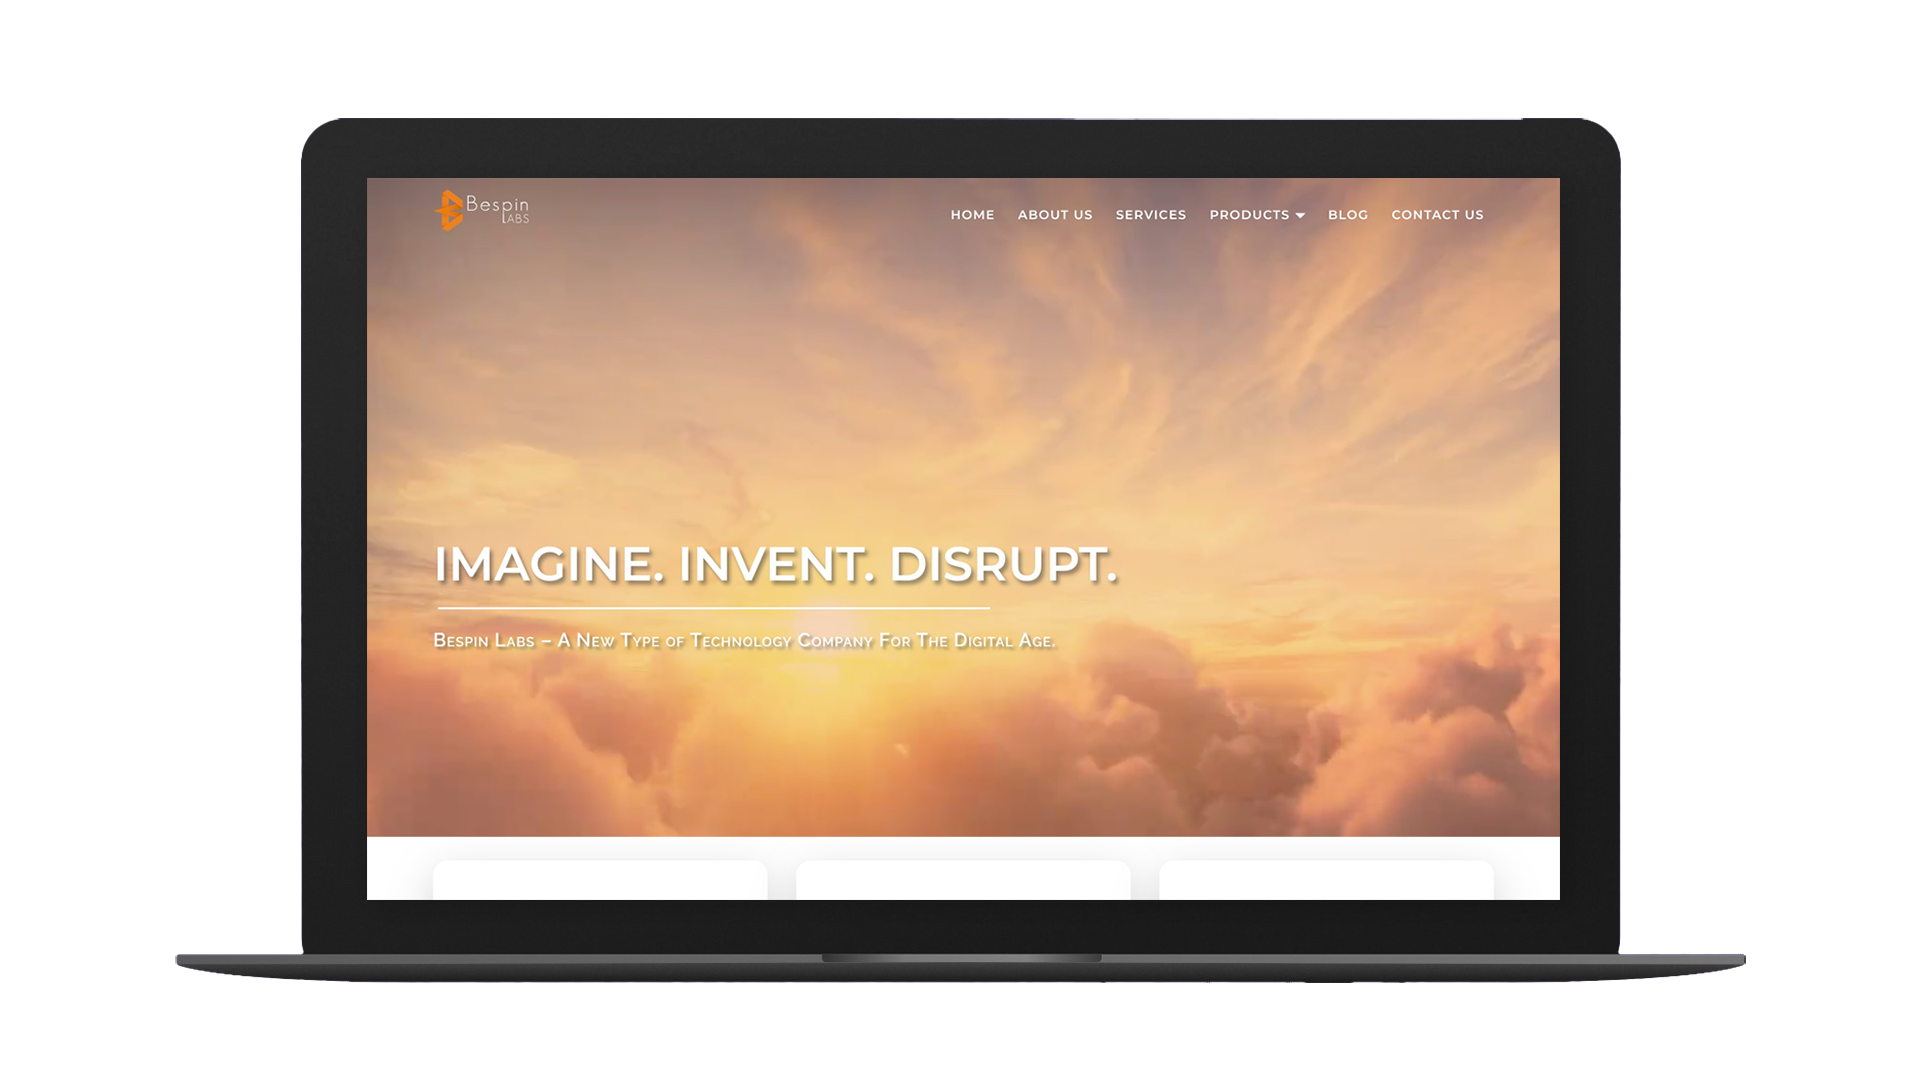 Bespin
LABS
HOME ABOUT US SERVICES PRODUCTS BLOG CONTACT US
IMAGINE. INVENT. DISRUPT.
Bespin Labs – A New Type of Technology Company For The Digital Age.